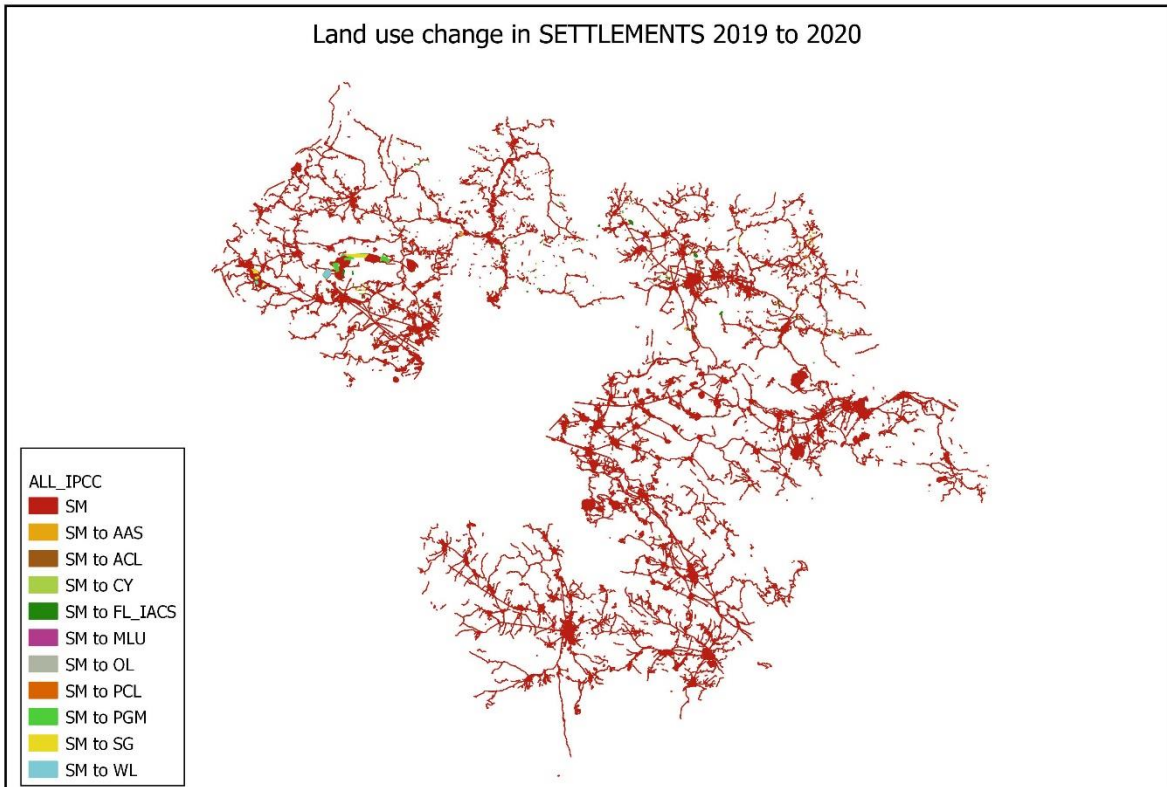 Land use change in SETTLEMENTS 2019 to 2020
ALL_IPCC
SM
SM to AAS
SM to ACL
SM to CY
SM to FL_IACS
SM to MLU
SM to OL
SM to PCL
SM to PGM
SM to SG
SM to WL